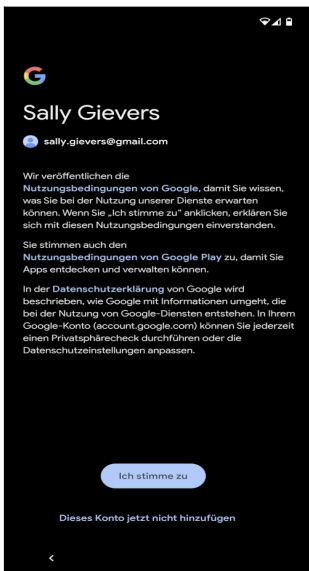 Sally Gievers
sally.gievers@gmail.com
Wir veröffentlichen die
Nutzungsbedingungen von Google, damit Sie wissen,
was Sie bei der Nutzung unserer Dienste erwarten
können. Wenn Sie „Ich stimme zu“ anklicken, erklären Sie
sich mit diesen Nutzungsbedingungen einverstanden.
Sie stimmen auch den
Nutzungsbedingungen von Google Play zu, damit Sie
Apps entdecken und verwalten können.
In der Datenschutzerklärung von Google wird
beschrieben, wie Google mit Informationen umgeht, die
bei der Nutzung von Google-Diensten entstehen. In Ihrem
Google-Konto (account.google.com) können Sie jederzeit
einen Privatsphärecheck durchführen oder die
Datenschutzeinstellungen anpassen.
Ich stimme zu
Dieses Konto jetzt nicht hinzufügen